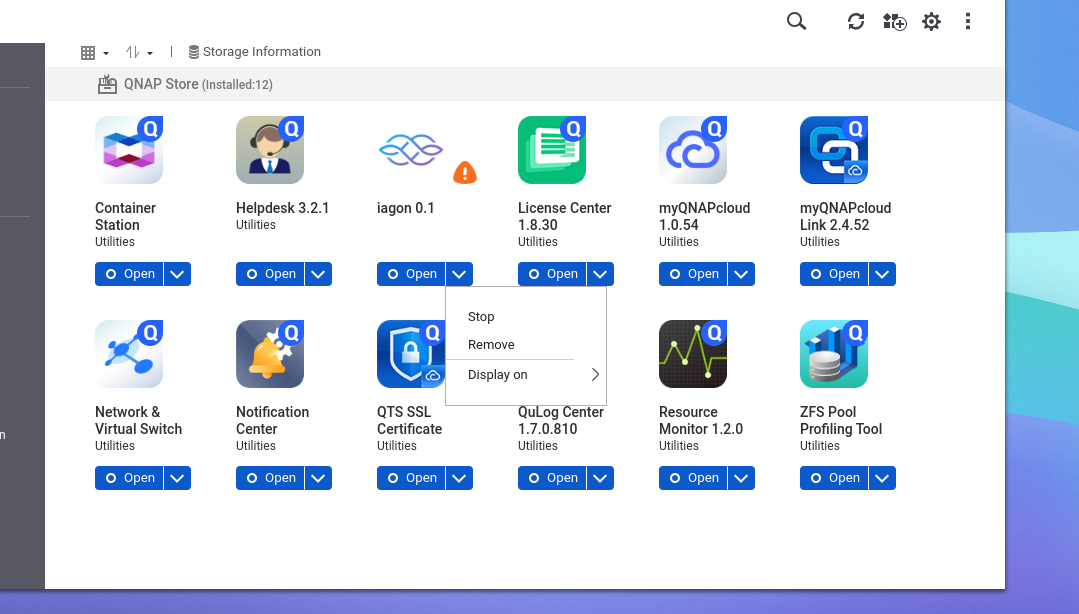 Storage Information
QNAP Store (Installed:12)
Container
Station
Utilities
Open
Helpdesk 3.2.1
Utilities
Open
iagon 0.1
Open
License Center
1.8.30
Utilities
Open
myQNAPcloud
1.0.54
Utilities
Open
myQNAPcloud
Link 2.4.52
Utilities
Open
Stop
Remove
Display on
n
Network &
Virtual Switch
Utilities
Open
Notification
Center
Utilities
Open
QTS SSL
Certificate
Utilities
Open
QuLog Center
1.7.0.810
Utilities
Open
Resource
Monitor 1.2.0
Utilities
Open
ZFS Pool
Profiling Tool
Utilities
Open